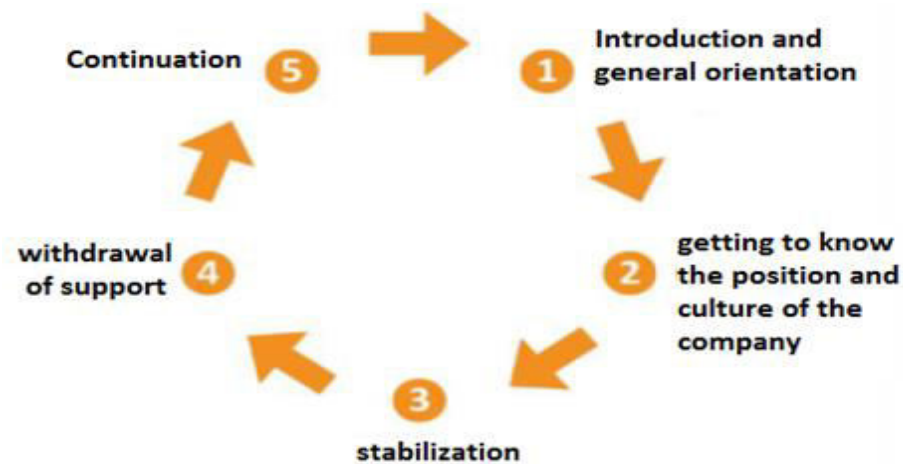 1
Introduction and
general orientation
2
getting to know
the position and
culture of the
company
3
stabilization
4
withdrawal
of support
5
Continuation